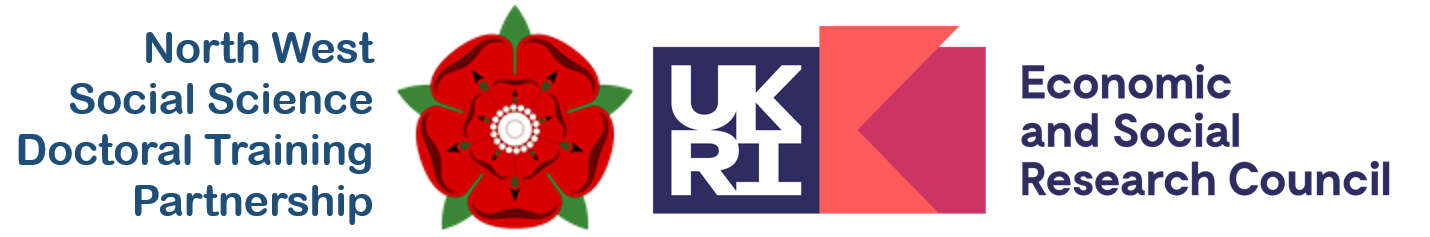 North West
Social Science
Doctoral Training
Partnership
UK
RI
Economic
and Social
Research Council